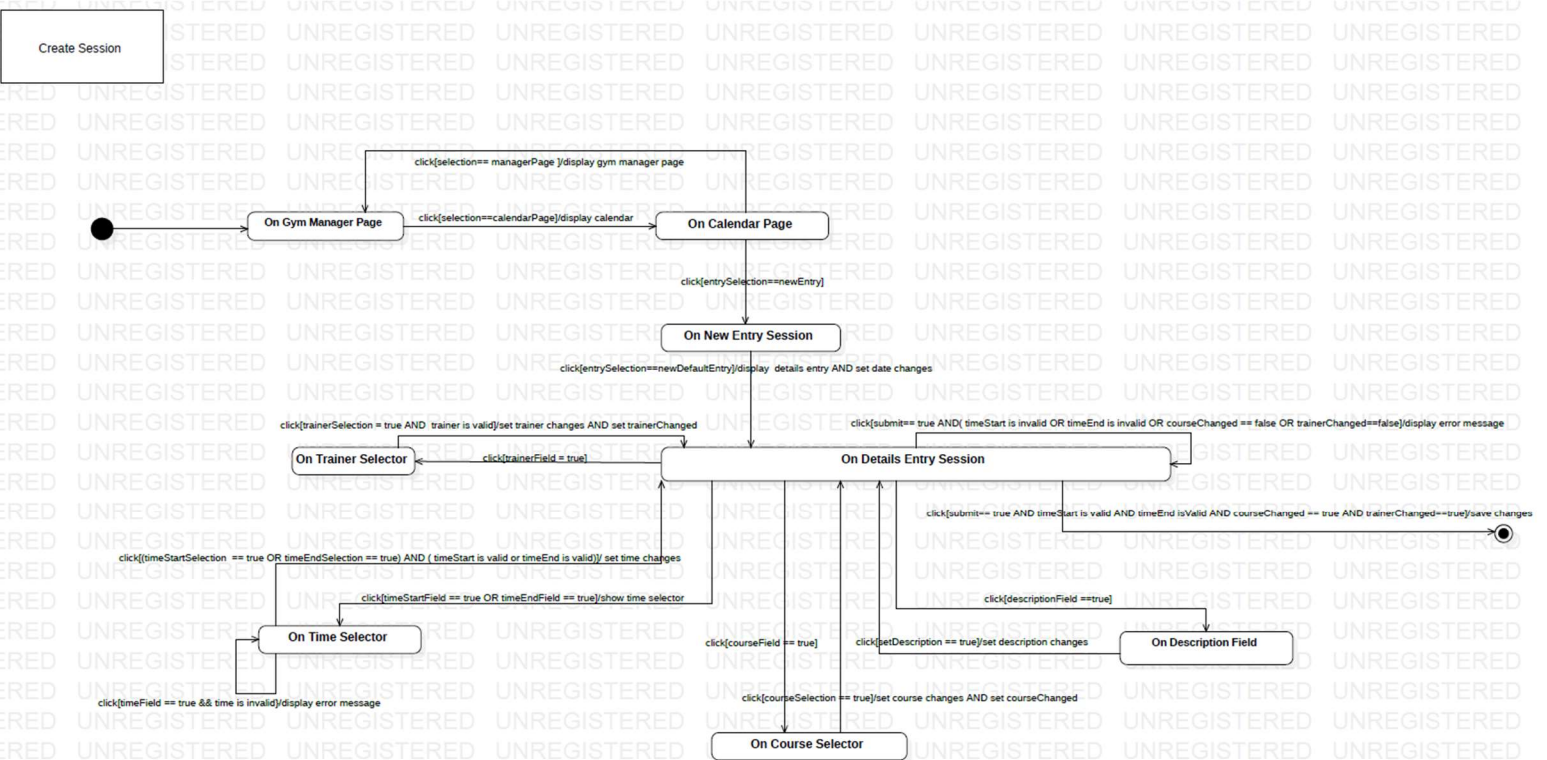 Create Session
click[selection== managerPage ]/display gym manager page
On Gym Manager Page
click[selection==calendarPage]/display calendar
On Calendar Page
click[entrySelection==newEntry]
On New Entry Session
click[entrySelection==newDefaultEntry]/display  details entry AND set date changes
click[trainerSelection = true AND  trainer is valid]/set trainer changes AND set trainerChanged
click[submit== true AND( timeStart is invalid OR timeEnd is invalid OR courseChanged == false OR trainerChanged==false]/display error message
On Trainer Selector
click[trainerField = true]
On Details Entry Session
click[submit== true AND timeStart is valid AND timeEnd isValid AND courseChanged == true AND trainerChanged==true]/save changes
click[(timeStartSelection  == true OR timeEndSelection == true) AND ( timeStart is valid or timeEnd is valid)]/ set time changes
click[timeStartField == true OR timeEndField == true]/show time selector
click[descriptionField ==true]
On Time Selector
click[courseField == true]
click[setDescription == true]/set description changes
On Description Field
click[timeField == true && time is invalid]/display error message
click[courseSelection == true]/set course changes AND set courseChanged
On Course Selector
UNREGISTERED